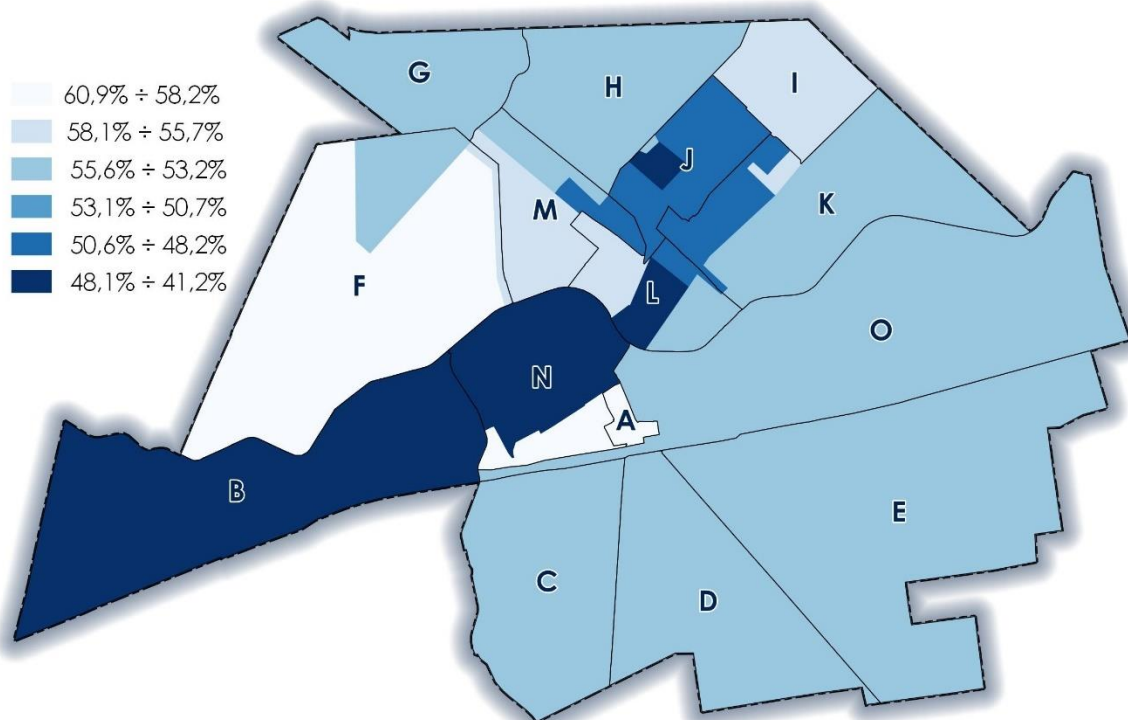 60,9% ÷ 58,2%
58,1% ÷ 55,7%
55,6% ÷ 53,2%
53,1% ÷ 50,7%
50,6% ÷ 48,2%
48,1% ÷ 41,2%
G
H
I
J
K
M
F
L
O
N
A
B
E
C
D